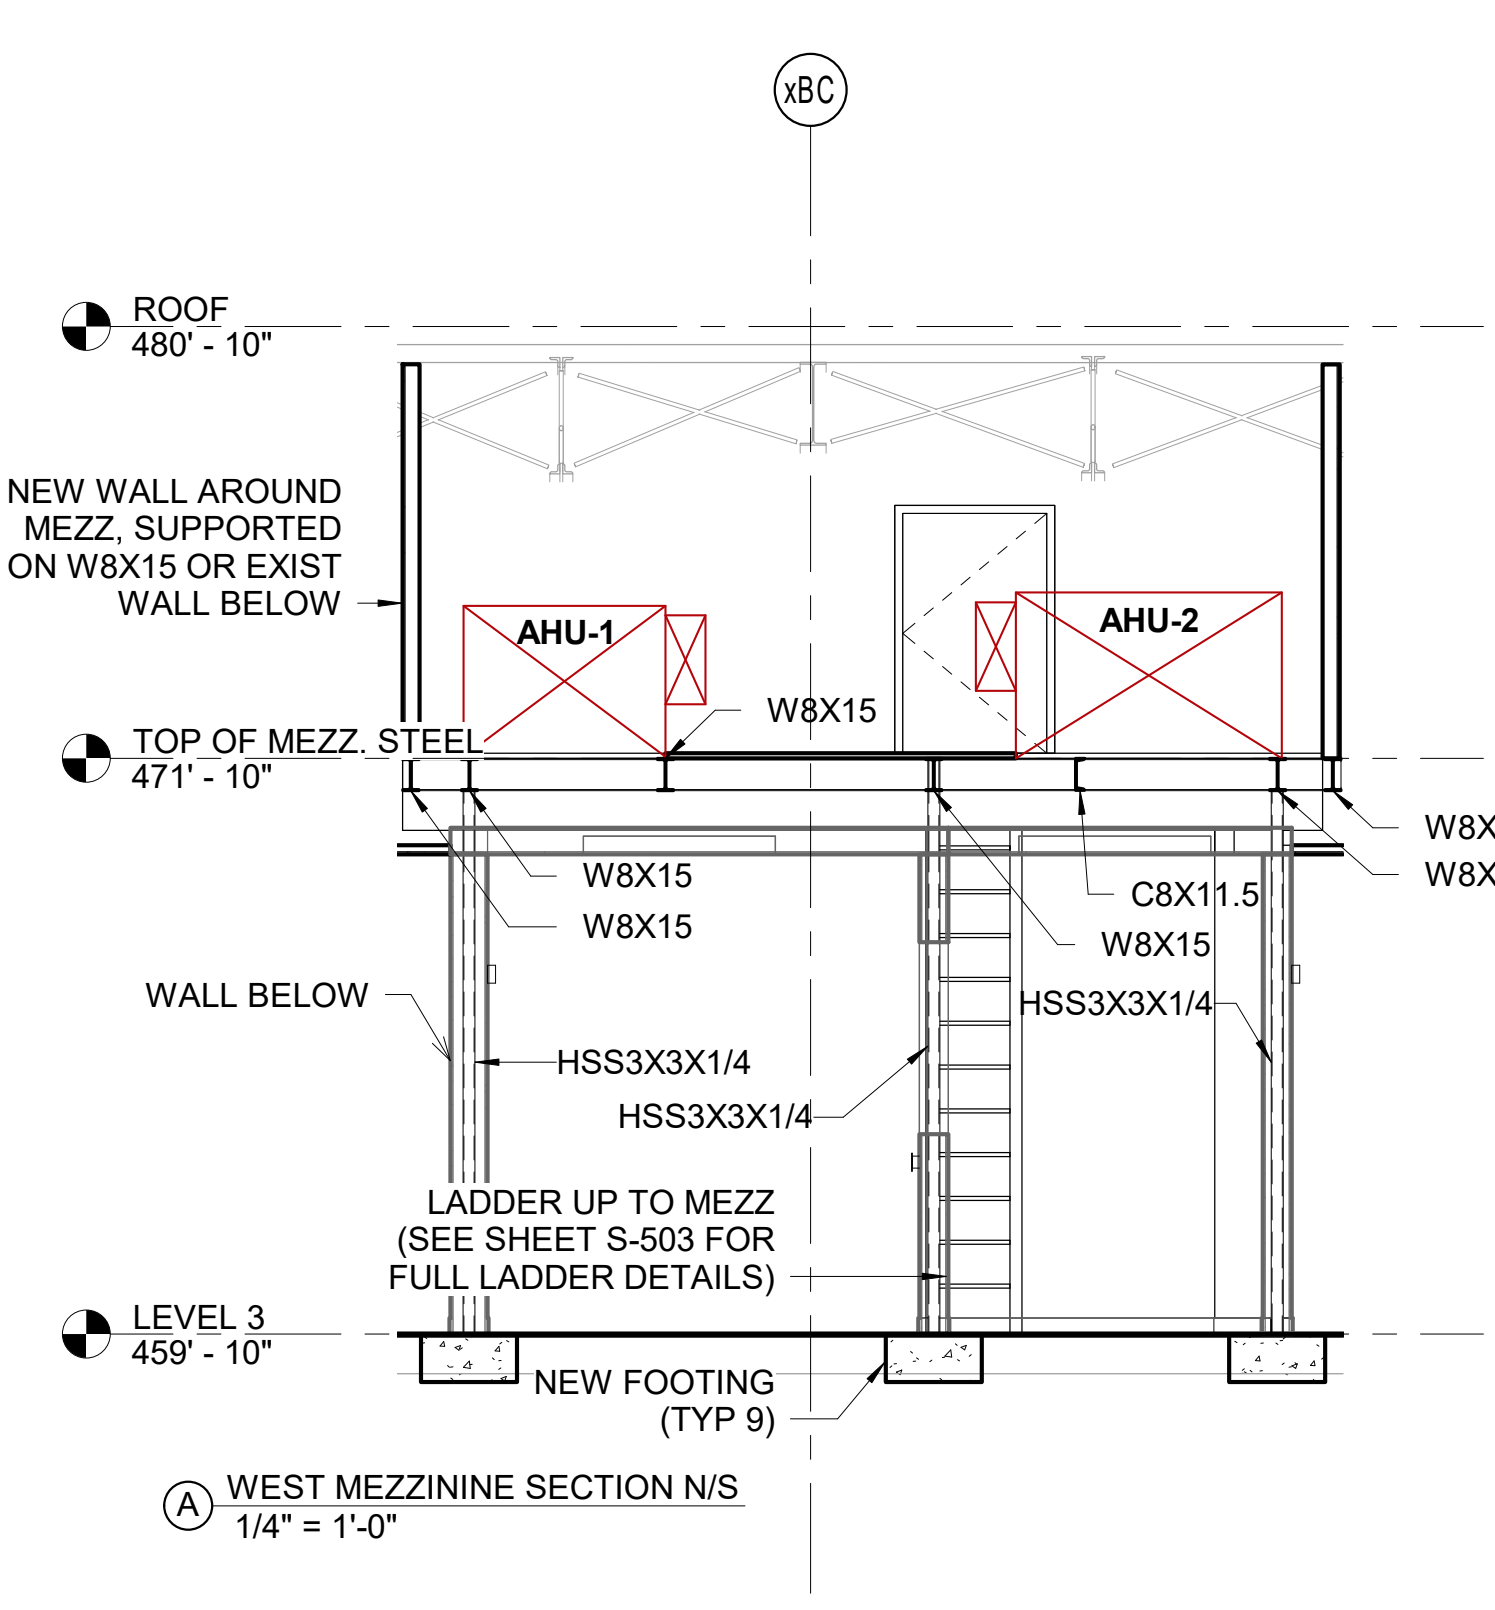 xBC
ROOF
480' - 10"
NEW WALL AROUND
MEZZ, SUPPORTED
ON W8X15 OR EXIST
WALL BELOW
AHU-1
AHU-2
W8X15
TOP OF MEZZ. STEEL
471' - 10"
W8X
W8X
W8X15
C8X11.5
W8X15
W8X15
WALL BELOW
HSS3X3X1/4
HSS3X3X1/4
HSS3X3X1/4
LADDER UP TO MEZZ
(SEE SHEET S-503 FOR
FULL LADDER DETAILS)
LEVEL 3
459' - 10"
NEW FOOTING
(TYP 9)
A
WEST MEZZININE SECTION N/S
1/4" = 1'-0"